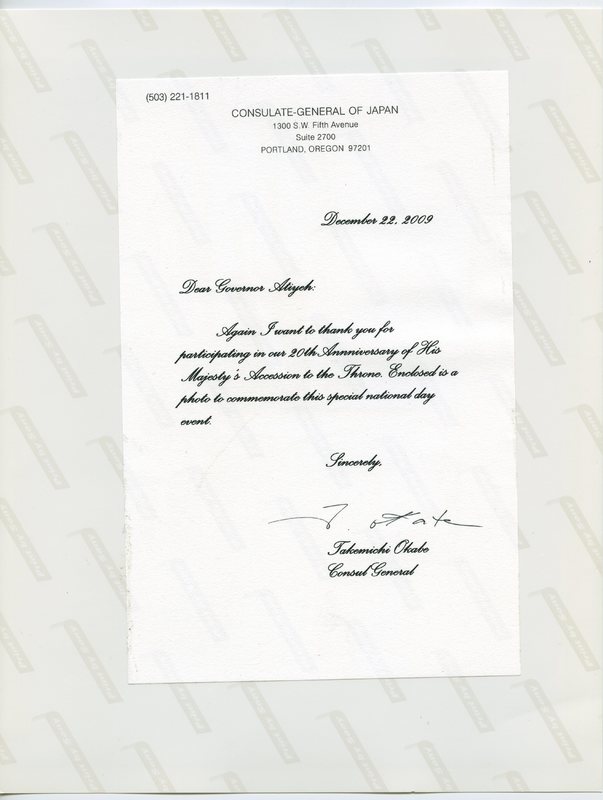 (503) 221-1811
CONSULATE-GENERAL OF JAPAN
1300 S.W. Fifth Avenue
Suite 2700
PORTLAND, OREGON 97201
December 22, 2009
Dear Governor Atiyeh:
Again I want to thank you for
participating in our 20th Annniversary of His
Majesty's Accession to the Throne. Enclosed is a
photo to commemorate this special national day
event.
Sincerely,
T. Okabe
Takemichi Okabe
Consul General